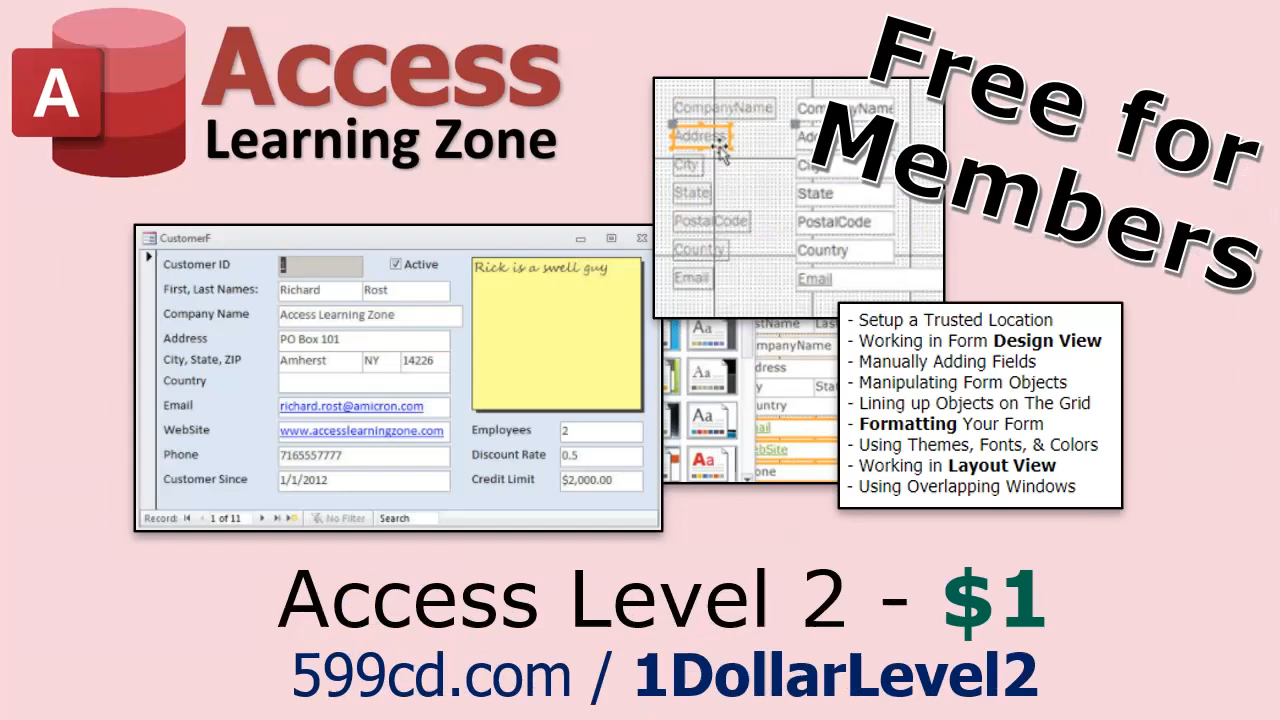 A
Access
Learning Zone
Free for
Members
CompanyName CompanyName
Address
City
State State
PostalCode PostalCode
Country Country
Email Email
CustomerF
Customer ID Active
First, Last Names: Richard Rost
Company Name Access Learning Zone
Address PO Box 101
City, State, ZIP Amherst NY 14226
Country
Email richard.rost@amicron.com
WebSite www.accesslearningzone.com
Phone 7165557777
Customer Since 1/1/2012
Rick is a swell guy
Employees 2
Discount Rate 0.5
Credit Limit $2,000.00
Record: 1 of 11 No Filter Search
Aa
Aa
Aa
Aa
- Setup a Trusted Location
- Working in Form Design View
- Manually Adding Fields
- Manipulating Form Objects
- Lining up Objects on The Grid
- Formatting Your Form
- Using Themes, Fonts, & Colors
- Working in Layout View
- Using Overlapping Windows
Access Level 2 - $1
599cd.com / 1DollarLevel2